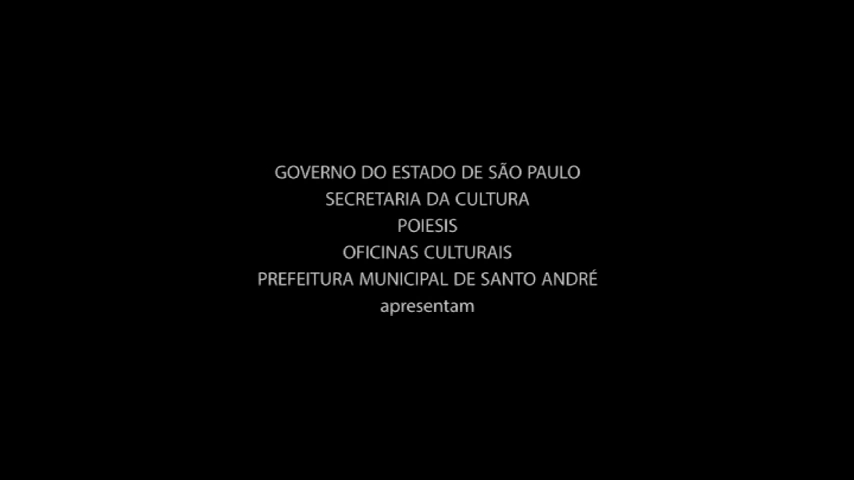 GOVERNO DO ESTADO DE SÃO PAULO
SECRETARIA DA CULTURA
POIESIS
OFICINAS CULTURAIS
PREFEITURA MUNICIPAL DE SANTO ANDRÉ
apresentam